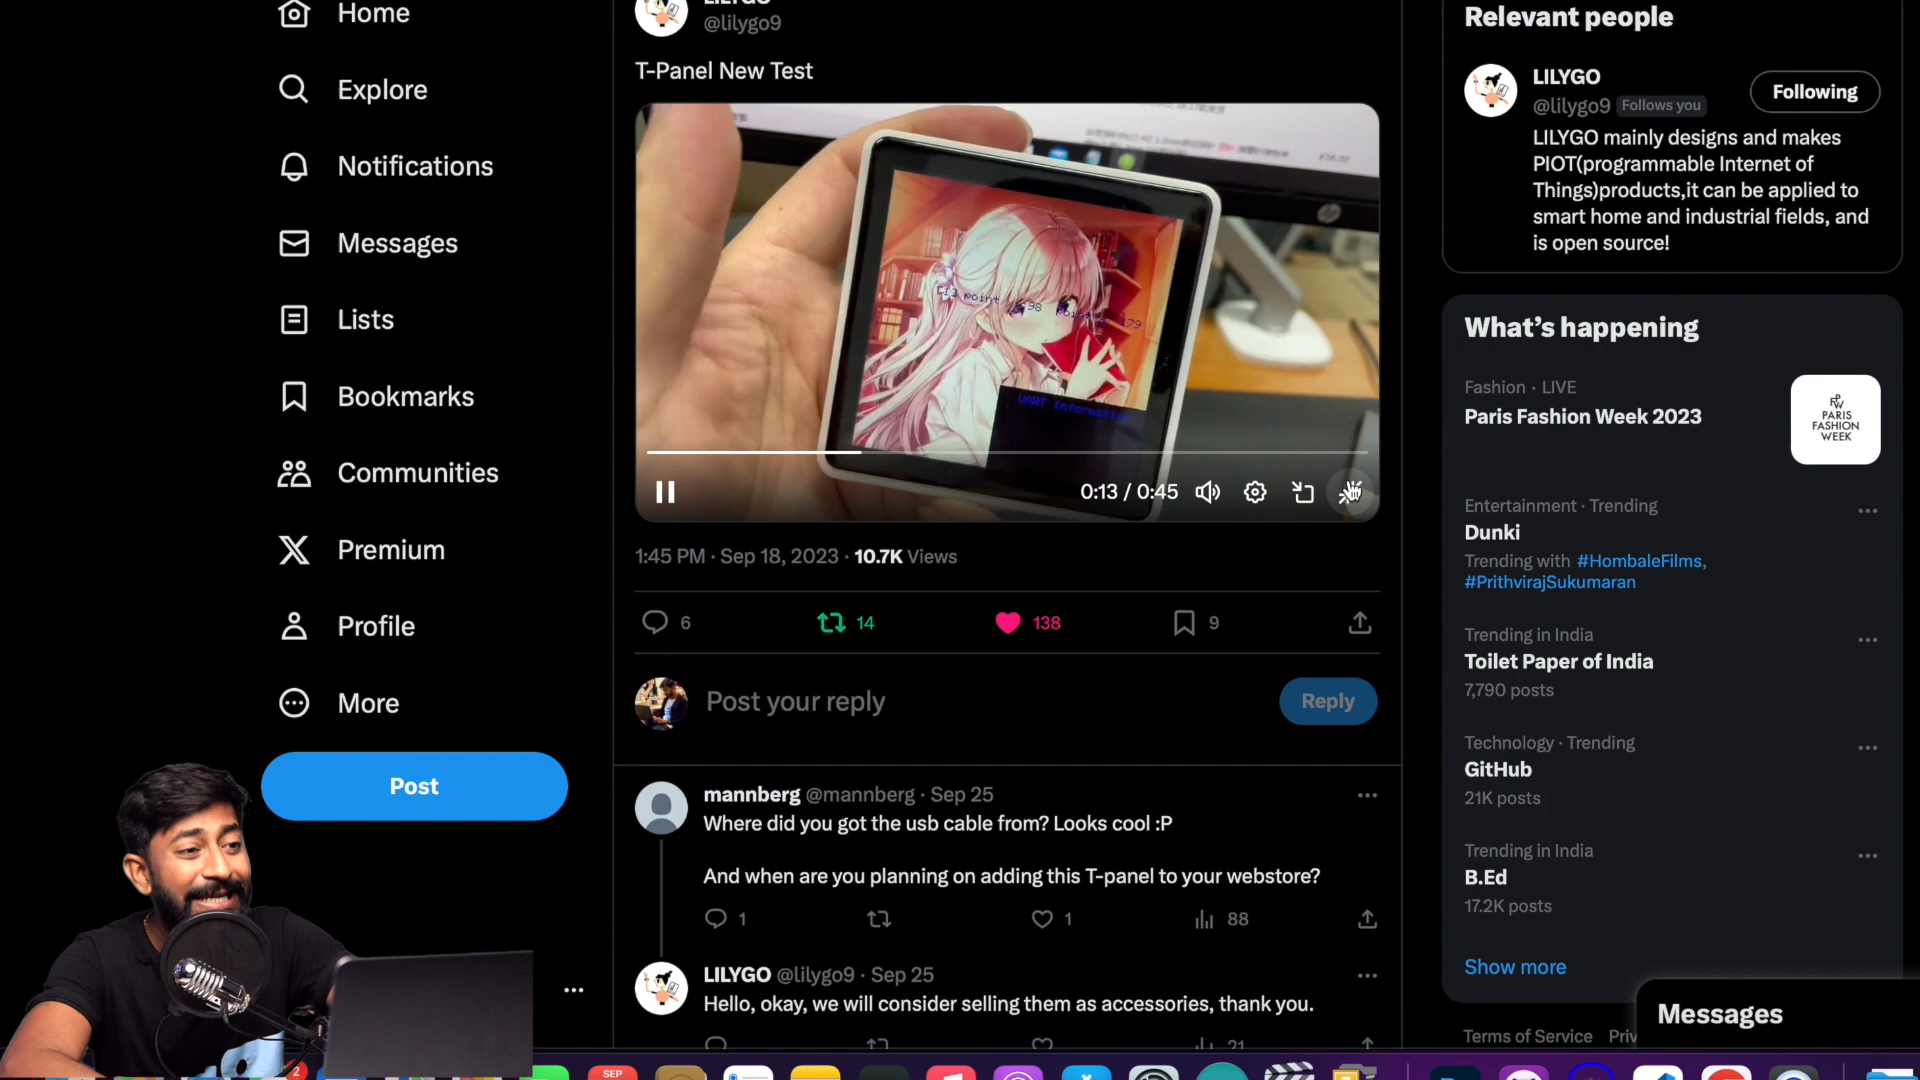 Home
Explore
Notifications
Messages
Lists
Bookmarks
Communities
Premium
Profile
More
Post
LILYGO
@lilygo9
T-Panel New Test
UART Information
0:13 / 0:45
1:45 PM · Sep 18, 2023 · 10.7K Views
6
14
138
9
Post your reply
Reply
mannberg @mannberg · Sep 25
Where did you got the usb cable from? Looks cool :P
And when are you planning on adding this T-panel to your webstore?
1
1
88
LILYGO @lilygo9 · Sep 25
Hello, okay, we will consider selling them as accessories, thank you.
21
Relevant people
LILYGO
@lilygo9 Follows you
Following
LILYGO mainly designs and makes
PIOT(programmable Internet of
Things)products,it can be applied to
smart home and industrial fields, and
is open source!
What's happening
Fashion · LIVE
Paris Fashion Week 2023
PARIS
FASHION
WEEK
Entertainment · Trending
Dunki
Trending with #HombaleFilms,
#PrithvirajSukumaran
Trending in India
Toilet Paper of India
7,790 posts
Technology · Trending
GitHub
21K posts
Trending in India
B.Ed
17.2K posts
Show more
Messages
Terms of Service
2
SEP